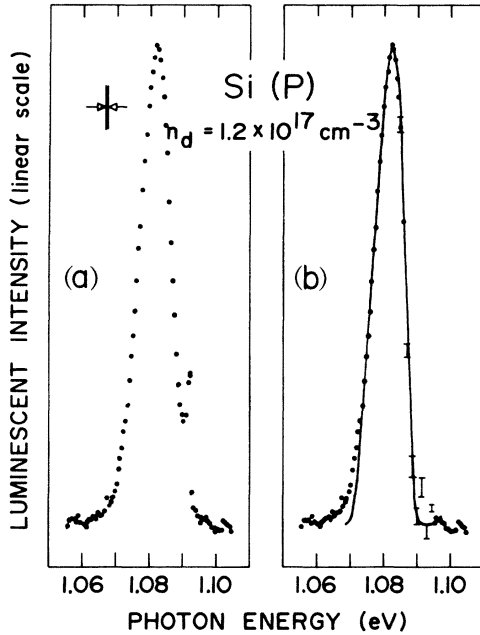 LUMINESCENT INTENSITY (linear scale)
Si (P)
n_d = 1.2 × 10^17 cm^-3
(a)
(b)
1.06 1.08 1.10 1.06 1.08 1.10
PHOTON ENERGY (eV)